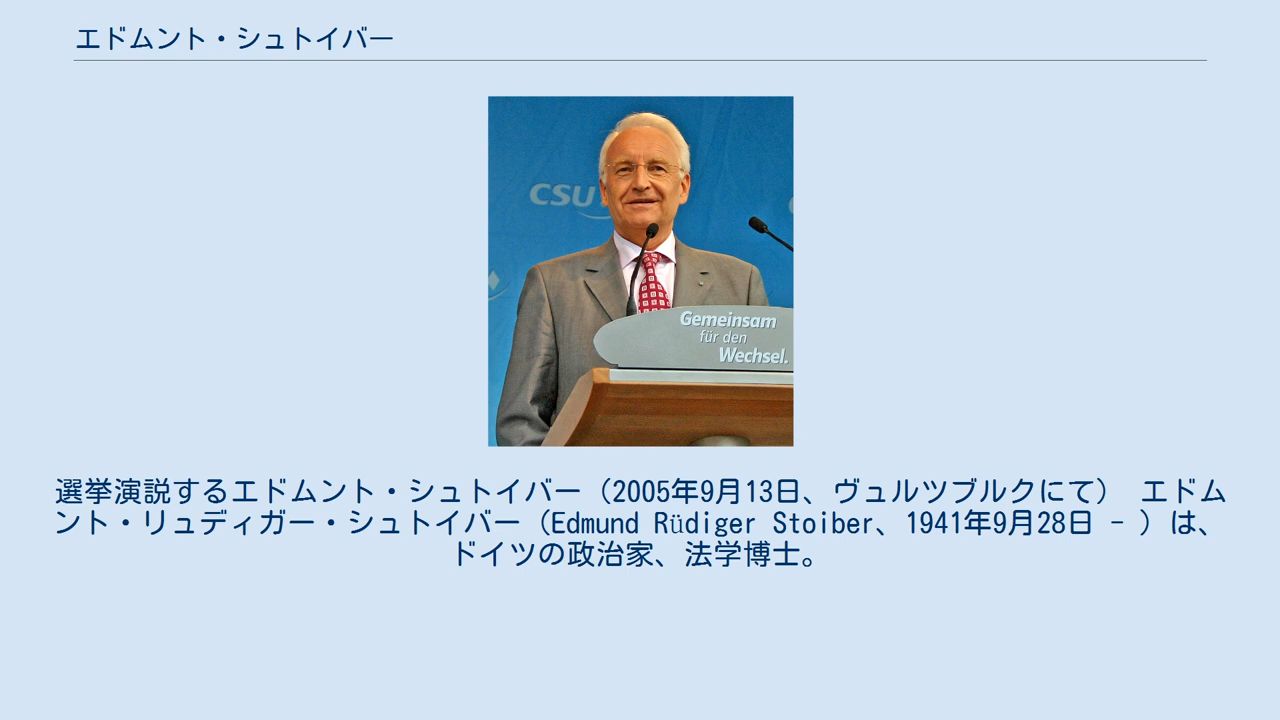 エドムント・シュトイバー
CSU
Gemeinsam
für den
Wechsel.
選挙演説するエドムント・シュトイバー（2005年9月13日、ヴュルツブルクにて） エドム
ント・リュディガー・シュトイバー（Edmund Rüdiger Stoiber、1941年9月28日 - ）は、
ドイツの政治家、法学博士。